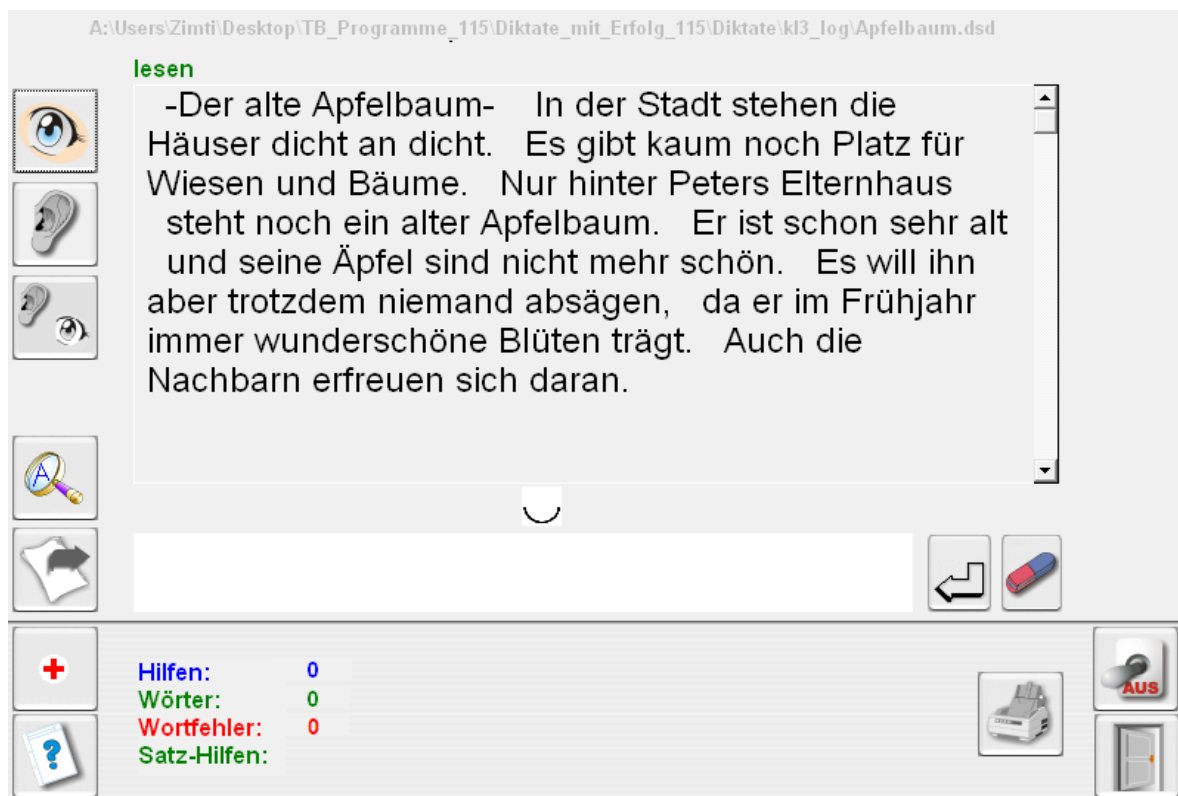 A:\Users\Zimti\Desktop\TB_Programme_115\Diktate_mit_Erfolg_115\Diktate\kl3_log\Apfelbaum.dsd
lesen
-Der alte Apfelbaum- In der Stadt stehen die
Häuser dicht an dicht. Es gibt kaum noch Platz für
Wiesen und Bäume. Nur hinter Peters Elternhaus
steht noch ein alter Apfelbaum. Er ist schon sehr alt
und seine Äpfel sind nicht mehr schön. Es will ihn
aber trotzdem niemand absägen, da er im Frühjahr
immer wunderschöne Blüten trägt. Auch die
Nachbarn erfreuen sich daran.
A
Hilfen: 0
Wörter: 0
Wortfehler: 0
Satz-Hilfen:
?
AUS